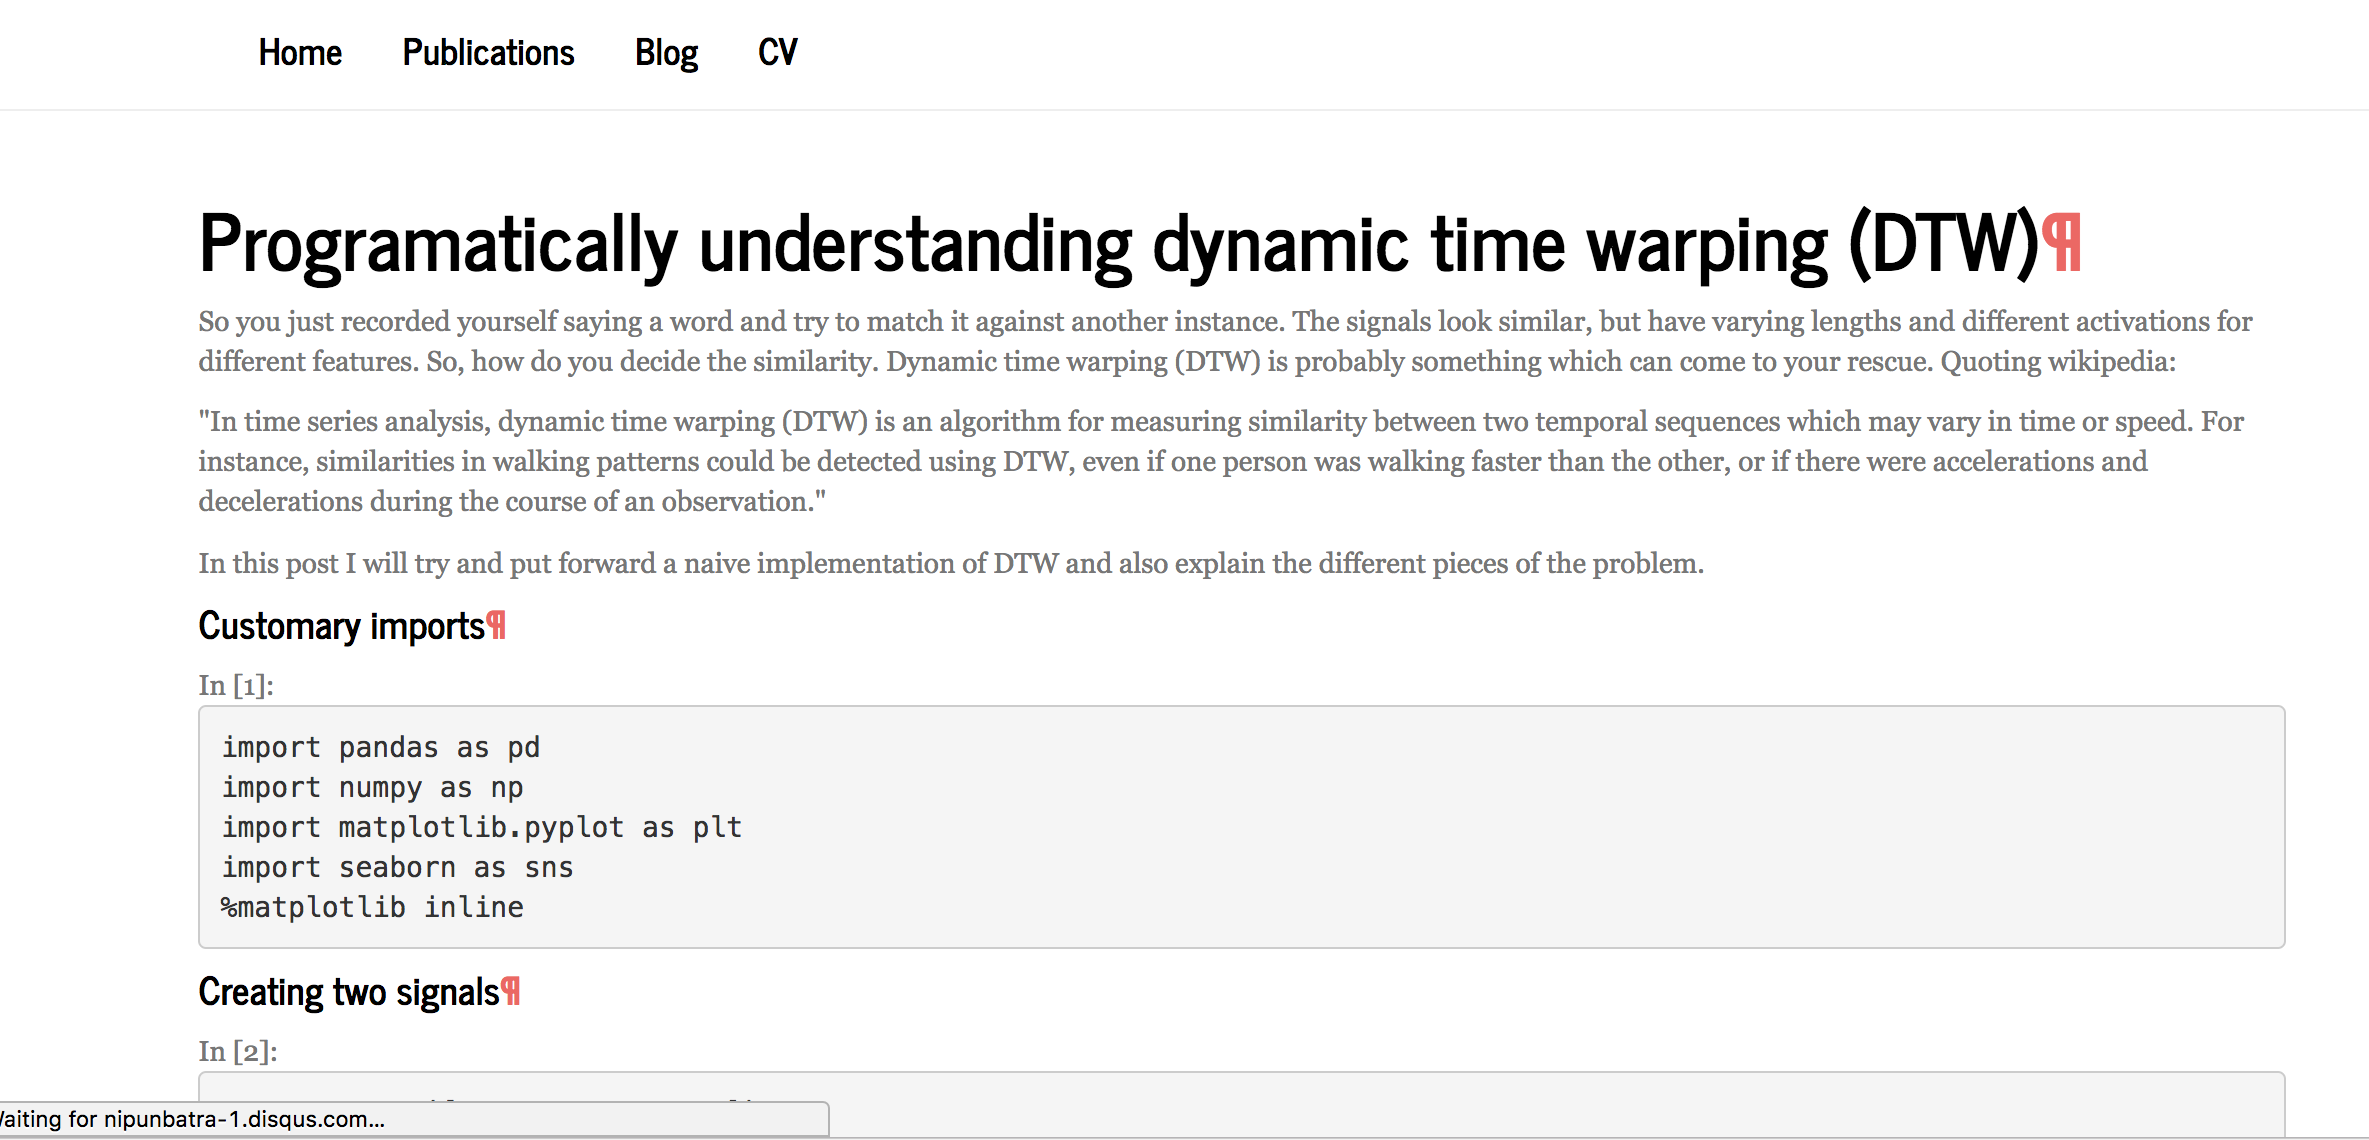 Home Publications Blog CV
Programatically understanding dynamic time warping (DTW)¶
So you just recorded yourself saying a word and try to match it against another instance. The signals look similar, but have varying lengths and different activations for
different features. So, how do you decide the similarity. Dynamic time warping (DTW) is probably something which can come to your rescue. Quoting wikipedia:
"In time series analysis, dynamic time warping (DTW) is an algorithm for measuring similarity between two temporal sequences which may vary in time or speed. For
instance, similarities in walking patterns could be detected using DTW, even if one person was walking faster than the other, or if there were accelerations and
decelerations during the course of an observation."
In this post I will try and put forward a naive implementation of DTW and also explain the different pieces of the problem.
Customary imports¶
In [1]:
import pandas as pd
import numpy as np
import matplotlib.pyplot as plt
import seaborn as sns
%matplotlib inline
Creating two signals¶
In [2]:
aiting for nipunbatra-1.disqus.com...